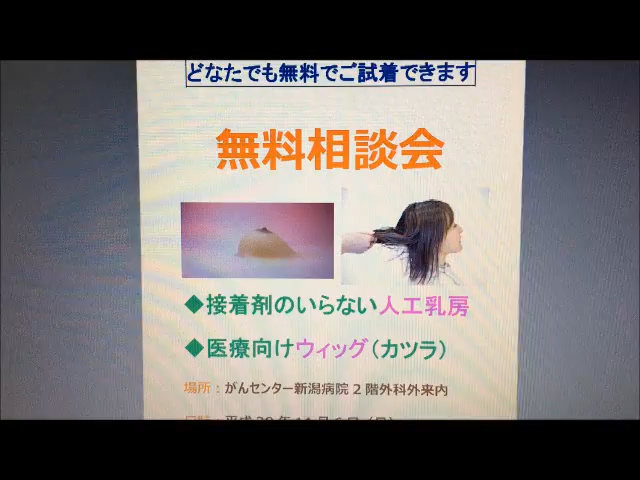 どなたでも無料でご試着できます
無料相談会
◆接着剤のいらない人工乳房
◆医療向けウィッグ（カツラ）
場所：がんセンター新潟病院 2 階外科外来内